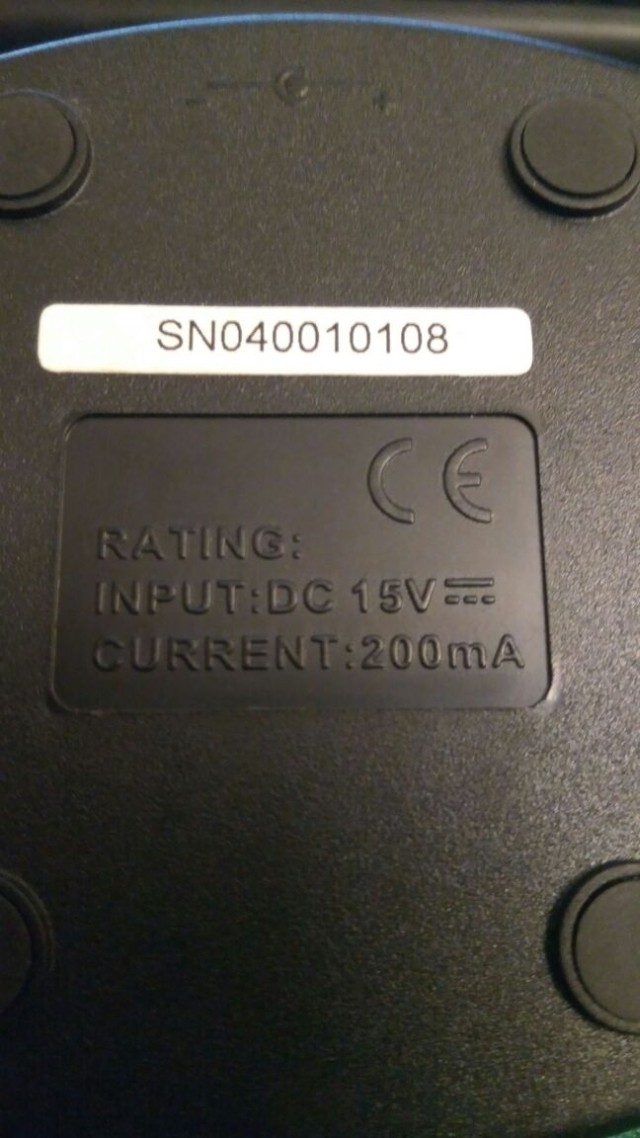 - +
SN040010108
CE
RATING:
INPUT:DC 15V⎓
CURRENT:200mA